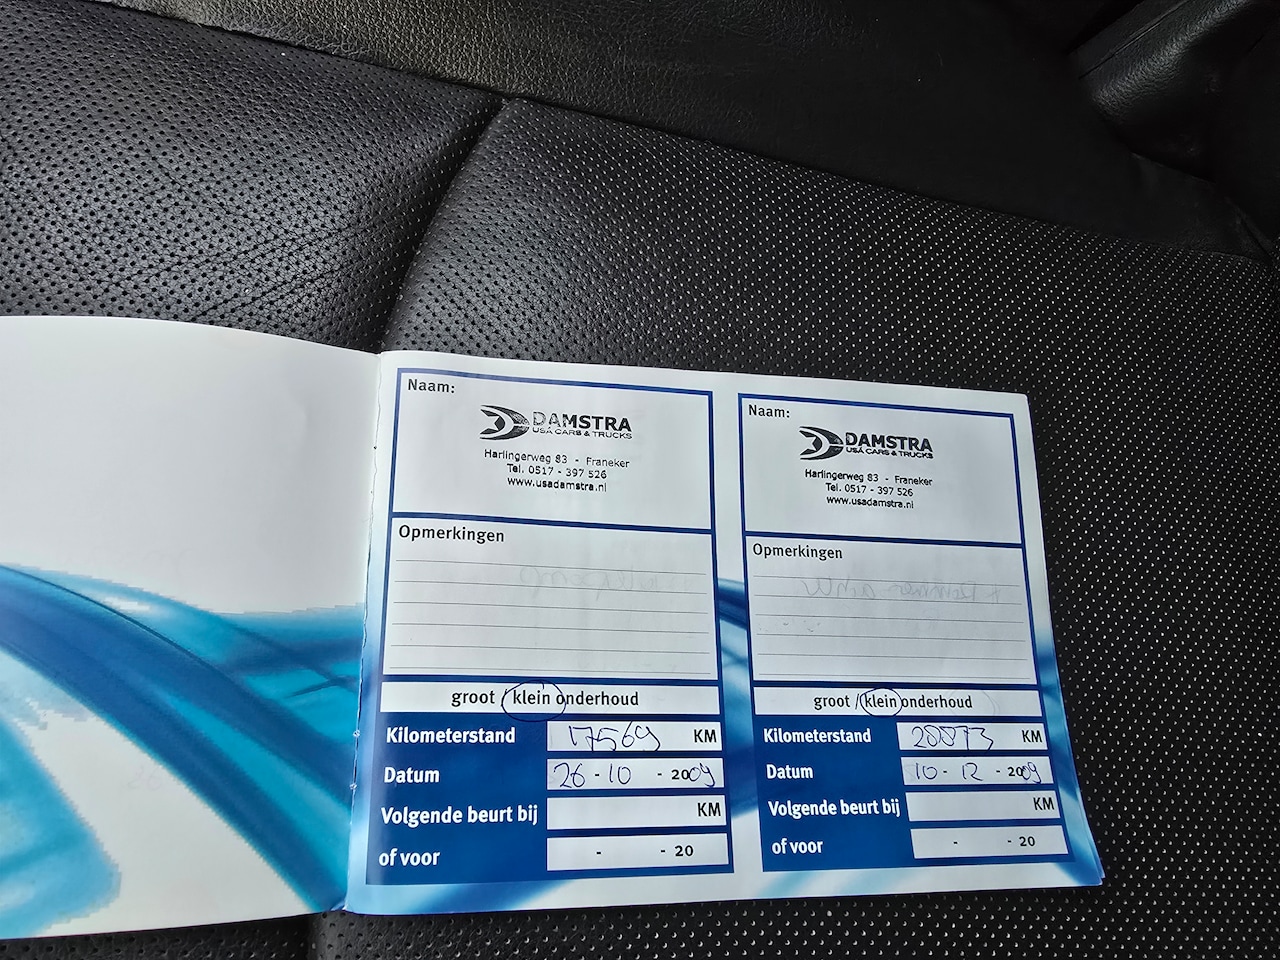 Naam:
DAMSTRA
USA CARS & TRUCKS
Harlingerweg 83 - Franeker
Tel. 0517 - 397 526
www.usadamstra.nl
Opmerkingen
groot / klein onderhoud
Kilometerstand 17569 KM
Datum 26 - 10 - 2009
Volgende beurt bij KM
of voor - - 20
Naam:
DAMSTRA
USA CARS & TRUCKS
Harlingerweg 83 - Franeker
Tel. 0517 - 397 526
www.usadamstra.nl
Opmerkingen
groot / klein onderhoud
Kilometerstand KM
Datum 10 - 12 - 2009
Volgende beurt bij KM
of voor - - 20